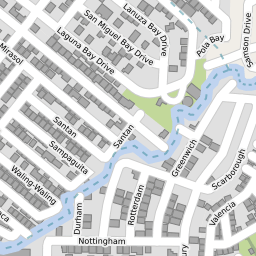 Lanuza Bay Drive
San Miguel Bay Drive
Laguna Bay Drive
Drive
Pola Bay
Samson Drive
Mirasol
Santan
Santan
Sampaguita
Waling-Waling
Greenwich
Scarborough
Valencia
Rotterdam
Durham
Nottingham